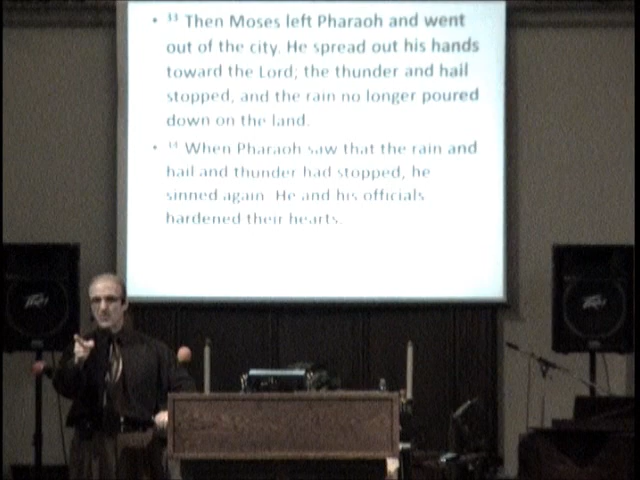 • ³³ Then Moses left Pharaoh and went
out of the city. He spread out his hands
toward the Lord; the thunder and hail
stopped, and the rain no longer poured
down on the land.
• ³⁴ When Pharaoh saw that the rain and
hail and thunder had stopped, he
sinned again. He and his officials
hardened their hearts.
PEAVEY
PEAVEY